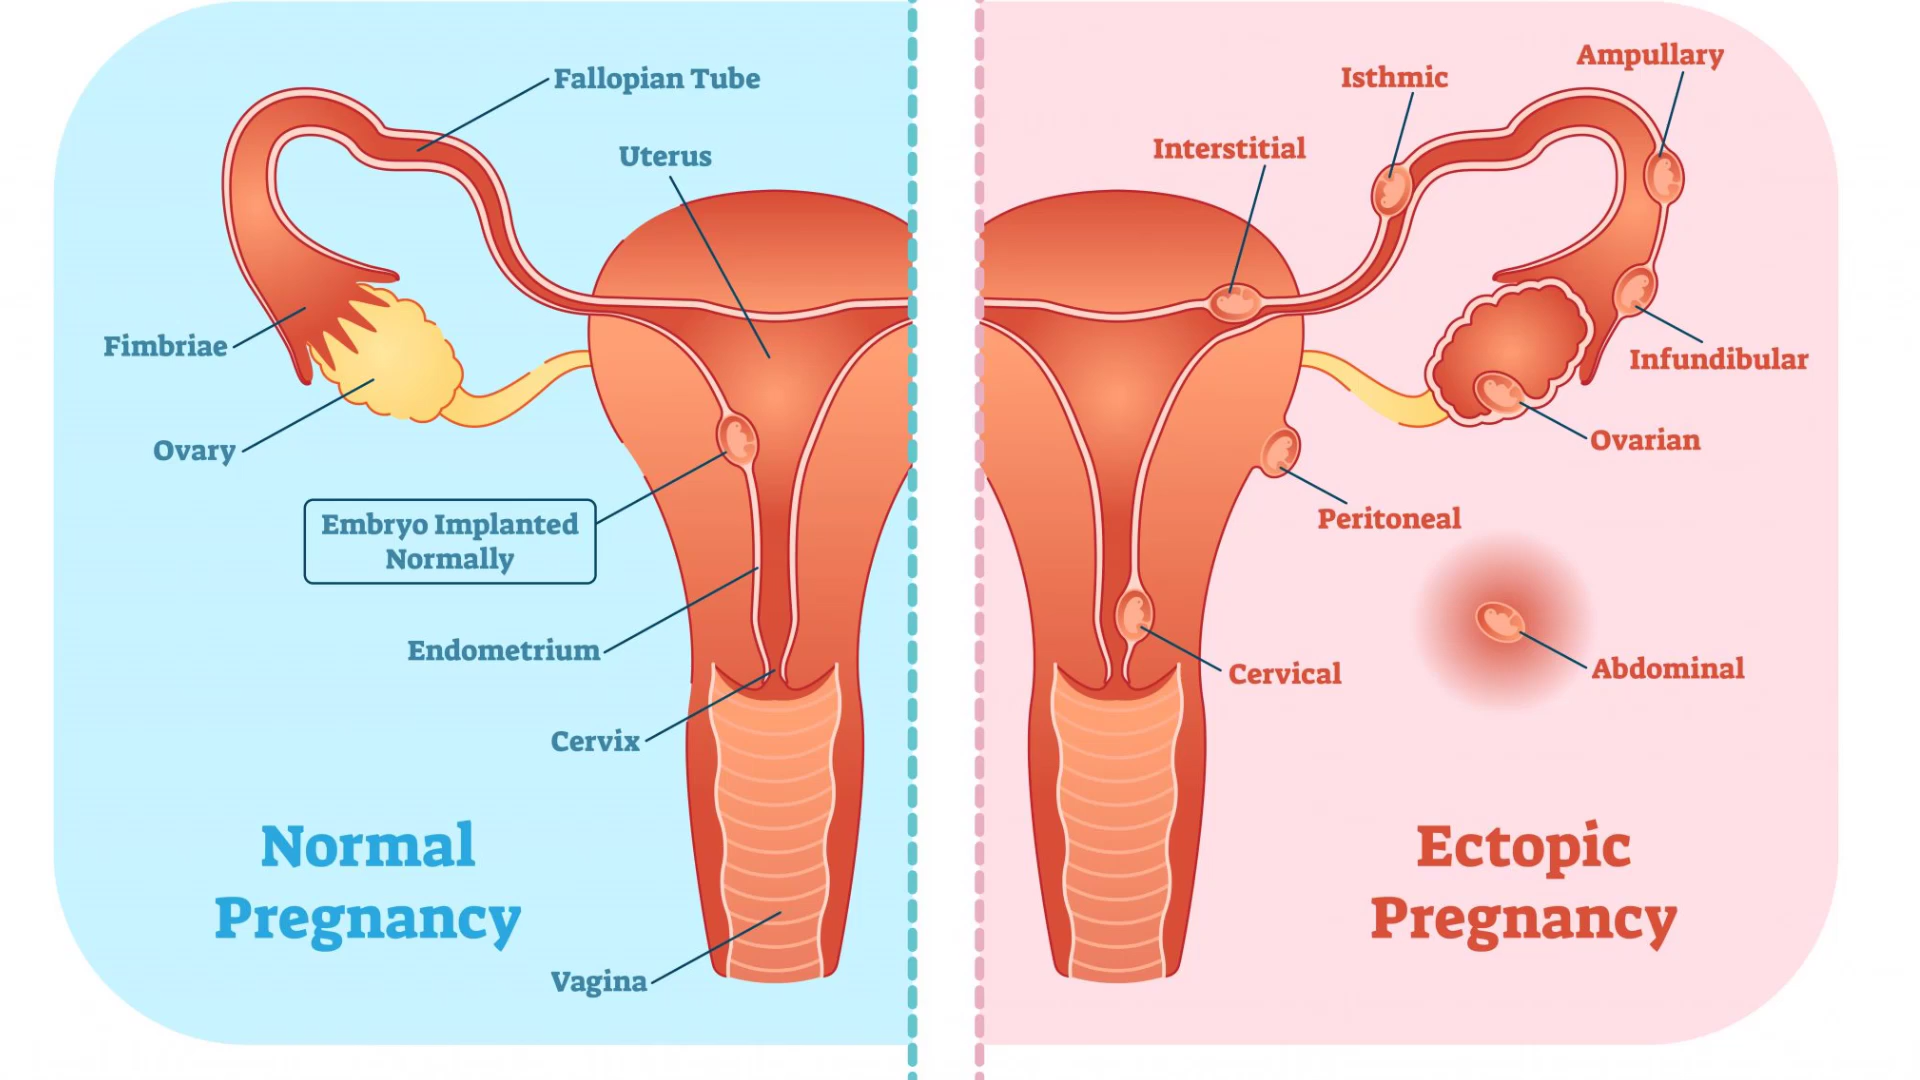 Fallopian Tube
Uterus
Fimbriae
Ovary
Embryo Implanted
Normally
Endometrium
Cervix
Vagina
Normal
Pregnancy
Ampullary
Isthmic
Interstitial
Infundibular
Ovarian
Peritoneal
Abdominal
Cervical
Ectopic
Pregnancy